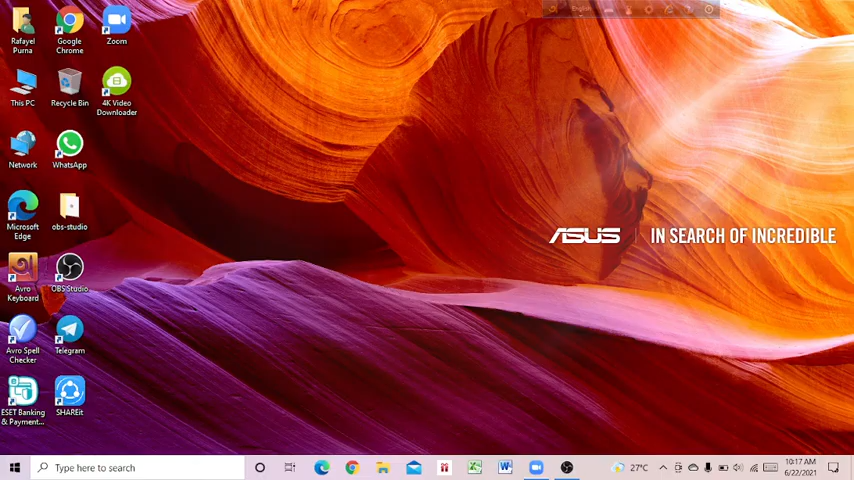 English
Rafayel
Purna
Google
Chrome
Zoom
This PC
Recycle Bin
4K Video
Downloader
Network
WhatsApp
Microsoft
Edge
obs-studio
Avro
Keyboard
OBS Studio
Avro Spell
Checker
Telegram
ESET Banking
& Payment...
SHAREit
ASUS | IN SEARCH OF INCREDIBLE
Type here to search
27°C
10:17 AM
6/22/2021